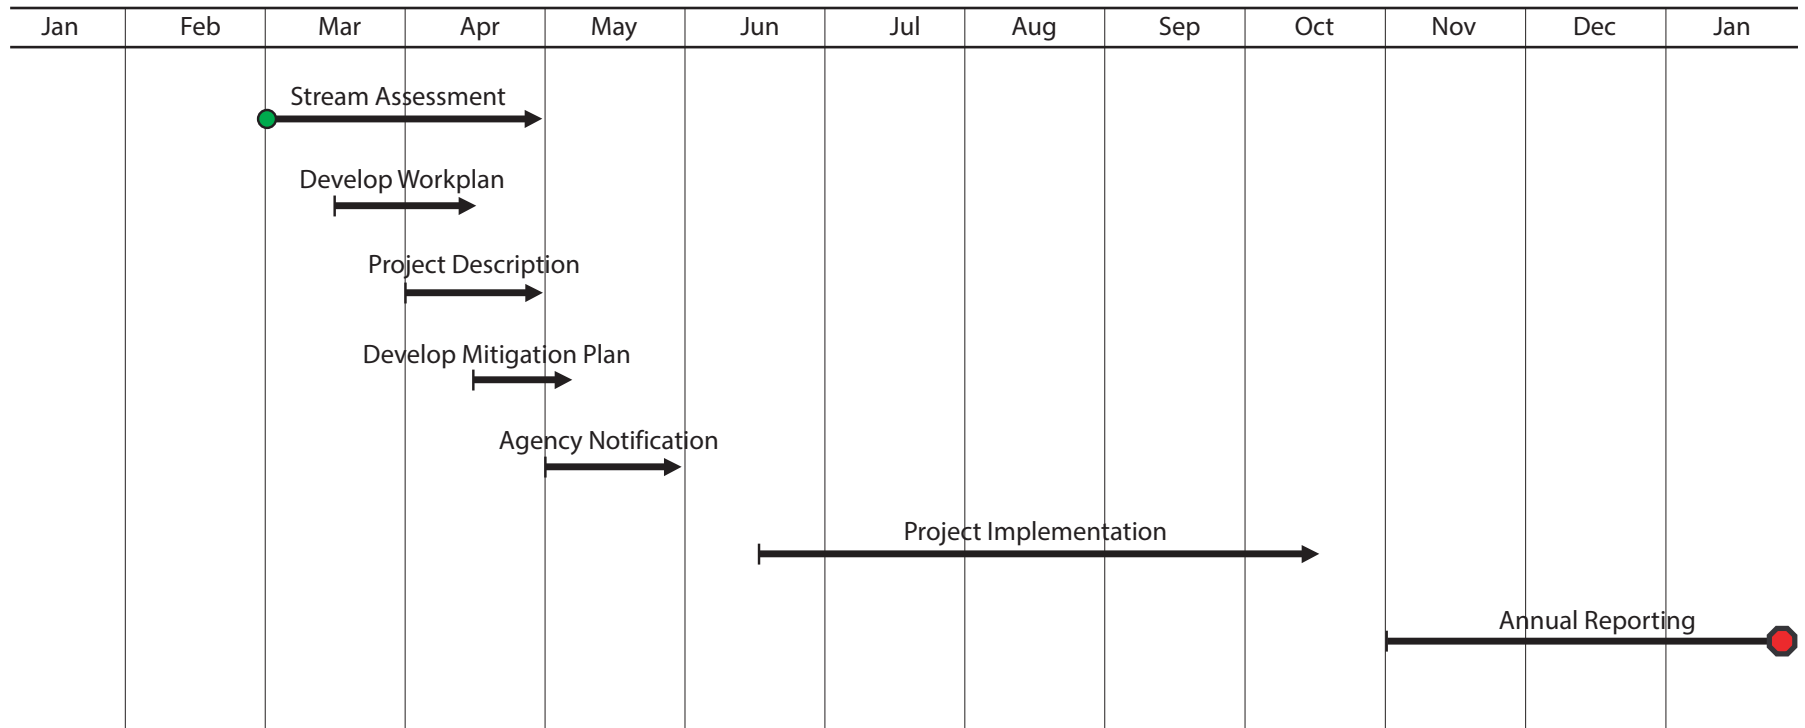 Jan Feb Mar Apr May Jun Jul Aug Sep Oct Nov Dec Jan
Stream Assessment
Develop Workplan
Project Description
Develop Mitigation Plan
Agency Notification
Project Implementation
Annual Reporting